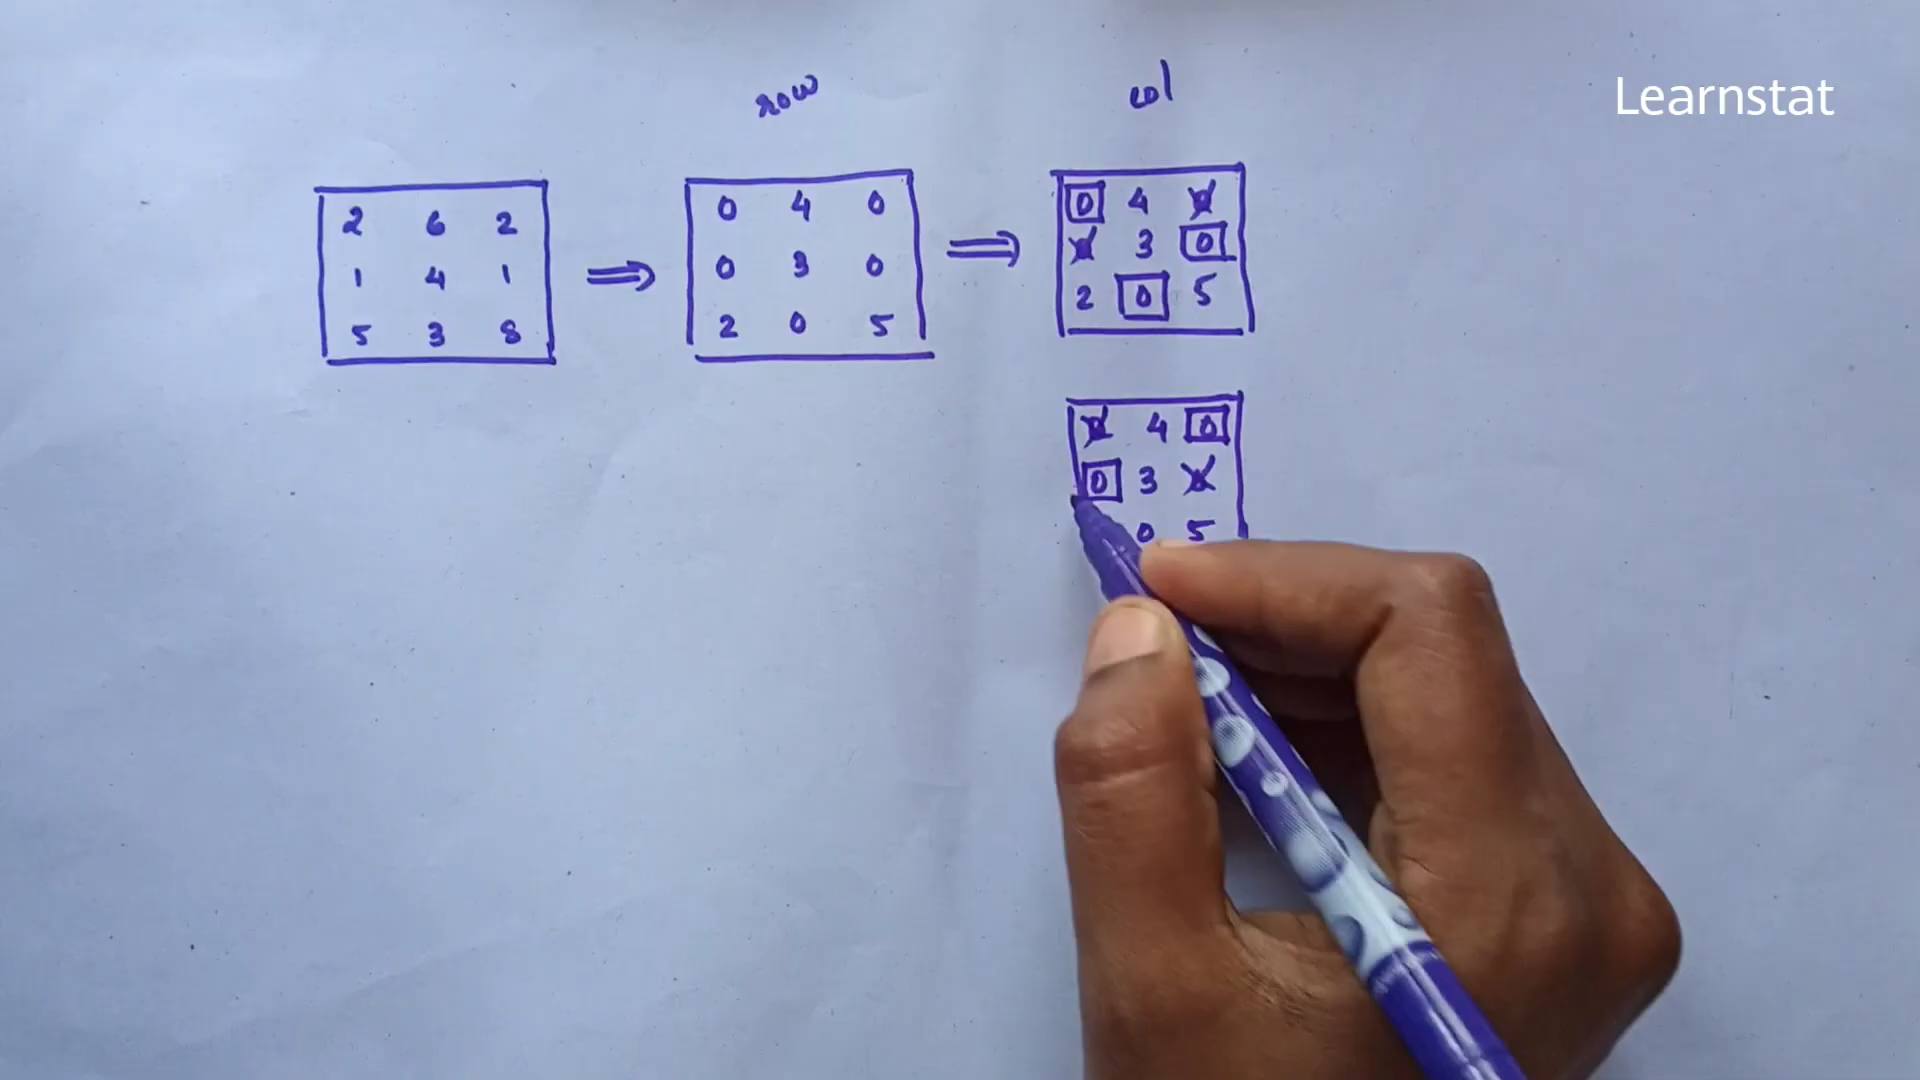 Learnstat
row
col
2 6 2
1 4 1
5 3 8
⇒
0 4 0
0 3 0
2 0 5
⇒
0 4 0
0 3 0
2 0 5
0 4 0
0 3 0
0 5